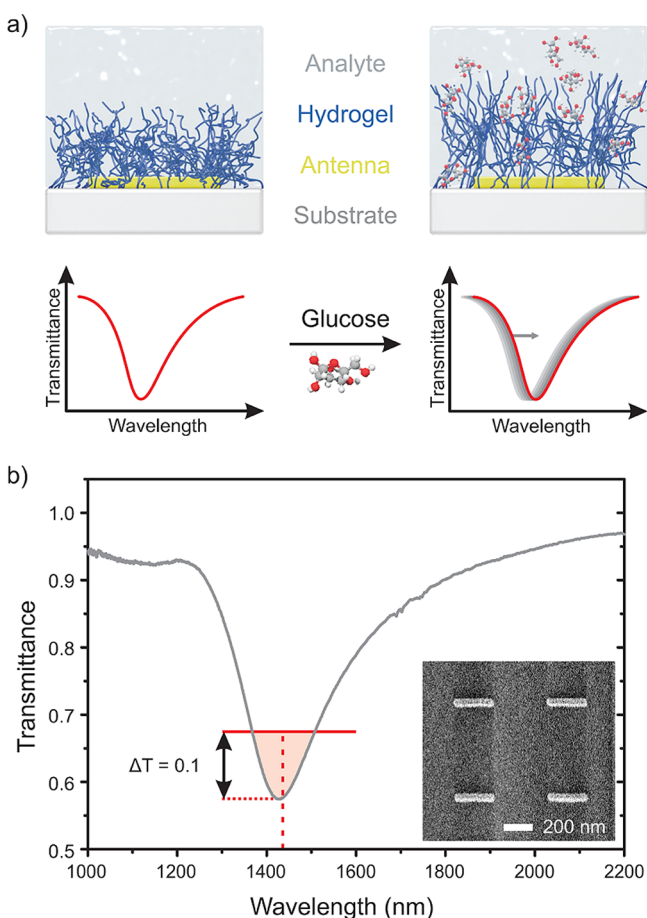 a)
Analyte
Hydrogel
Antenna
Substrate
Transmittance
Wavelength
Glucose
Transmittance
Wavelength
b)
Transmittance
1.0
0.9
0.8
0.7
0.6
0.5
ΔT = 0.1
200 nm
1000 1200 1400 1600 1800 2000 2200
Wavelength (nm)